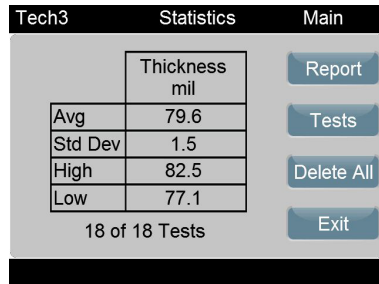 Tech3 Statistics Main
Thickness
mil
Avg 79.6
Std Dev 1.5
High 82.5
Low 77.1
18 of 18 Tests
Report
Tests
Delete All
Exit